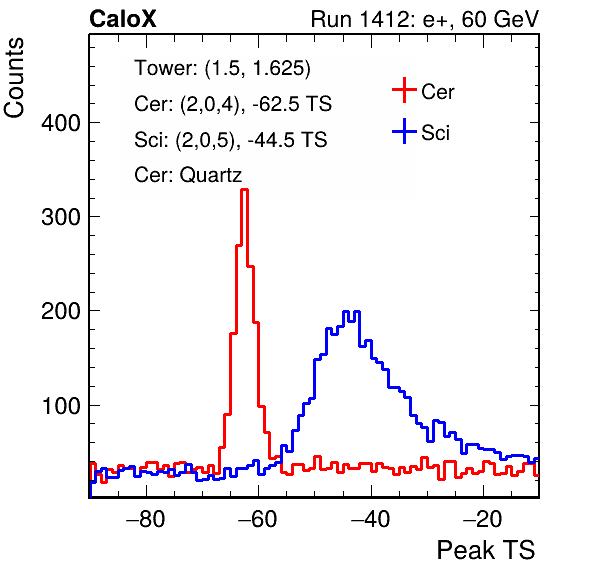 CaloX Run 1412: e+, 60 GeV
Counts
Tower: (1.5, 1.625)
Cer: (2,0,4), -62.5 TS
Sci: (2,0,5), -44.5 TS
Cer: Quartz
Cer
Sci
400
300
200
100
−80 −60 −40 −20
Peak TS